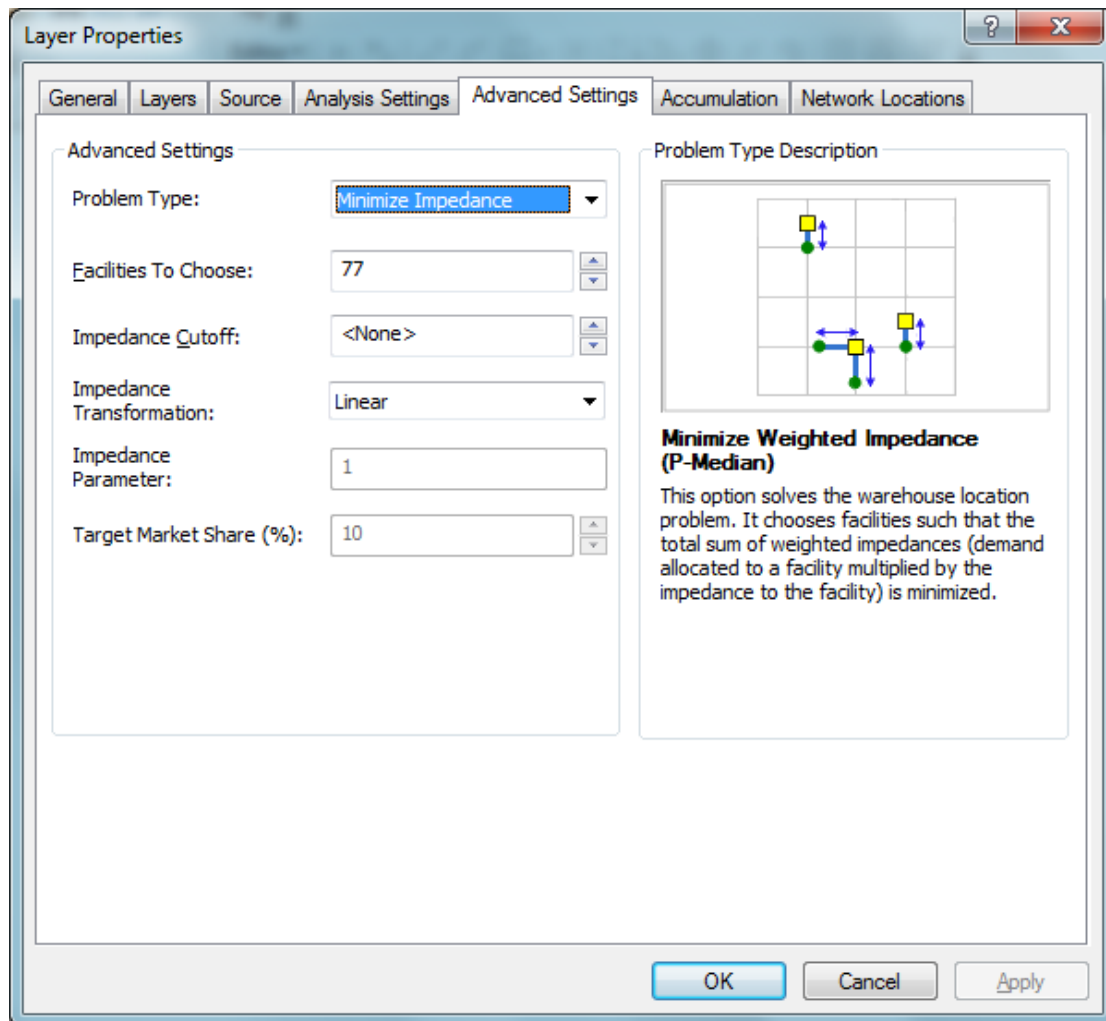 Layer Properties
General Layers Source Analysis Settings Advanced Settings Accumulation Network Locations
Advanced Settings
Problem Type: Minimize Impedance
Facilities To Choose: 77
Impedance Cutoff: <None>
Impedance
Transformation: Linear
Impedance
Parameter: 1
Target Market Share (%): 10
Problem Type Description
Minimize Weighted Impedance
(P-Median)
This option solves the warehouse location
problem. It chooses facilities such that the
total sum of weighted impedances (demand
allocated to a facility multiplied by the
impedance to the facility) is minimized.
OK Cancel Apply